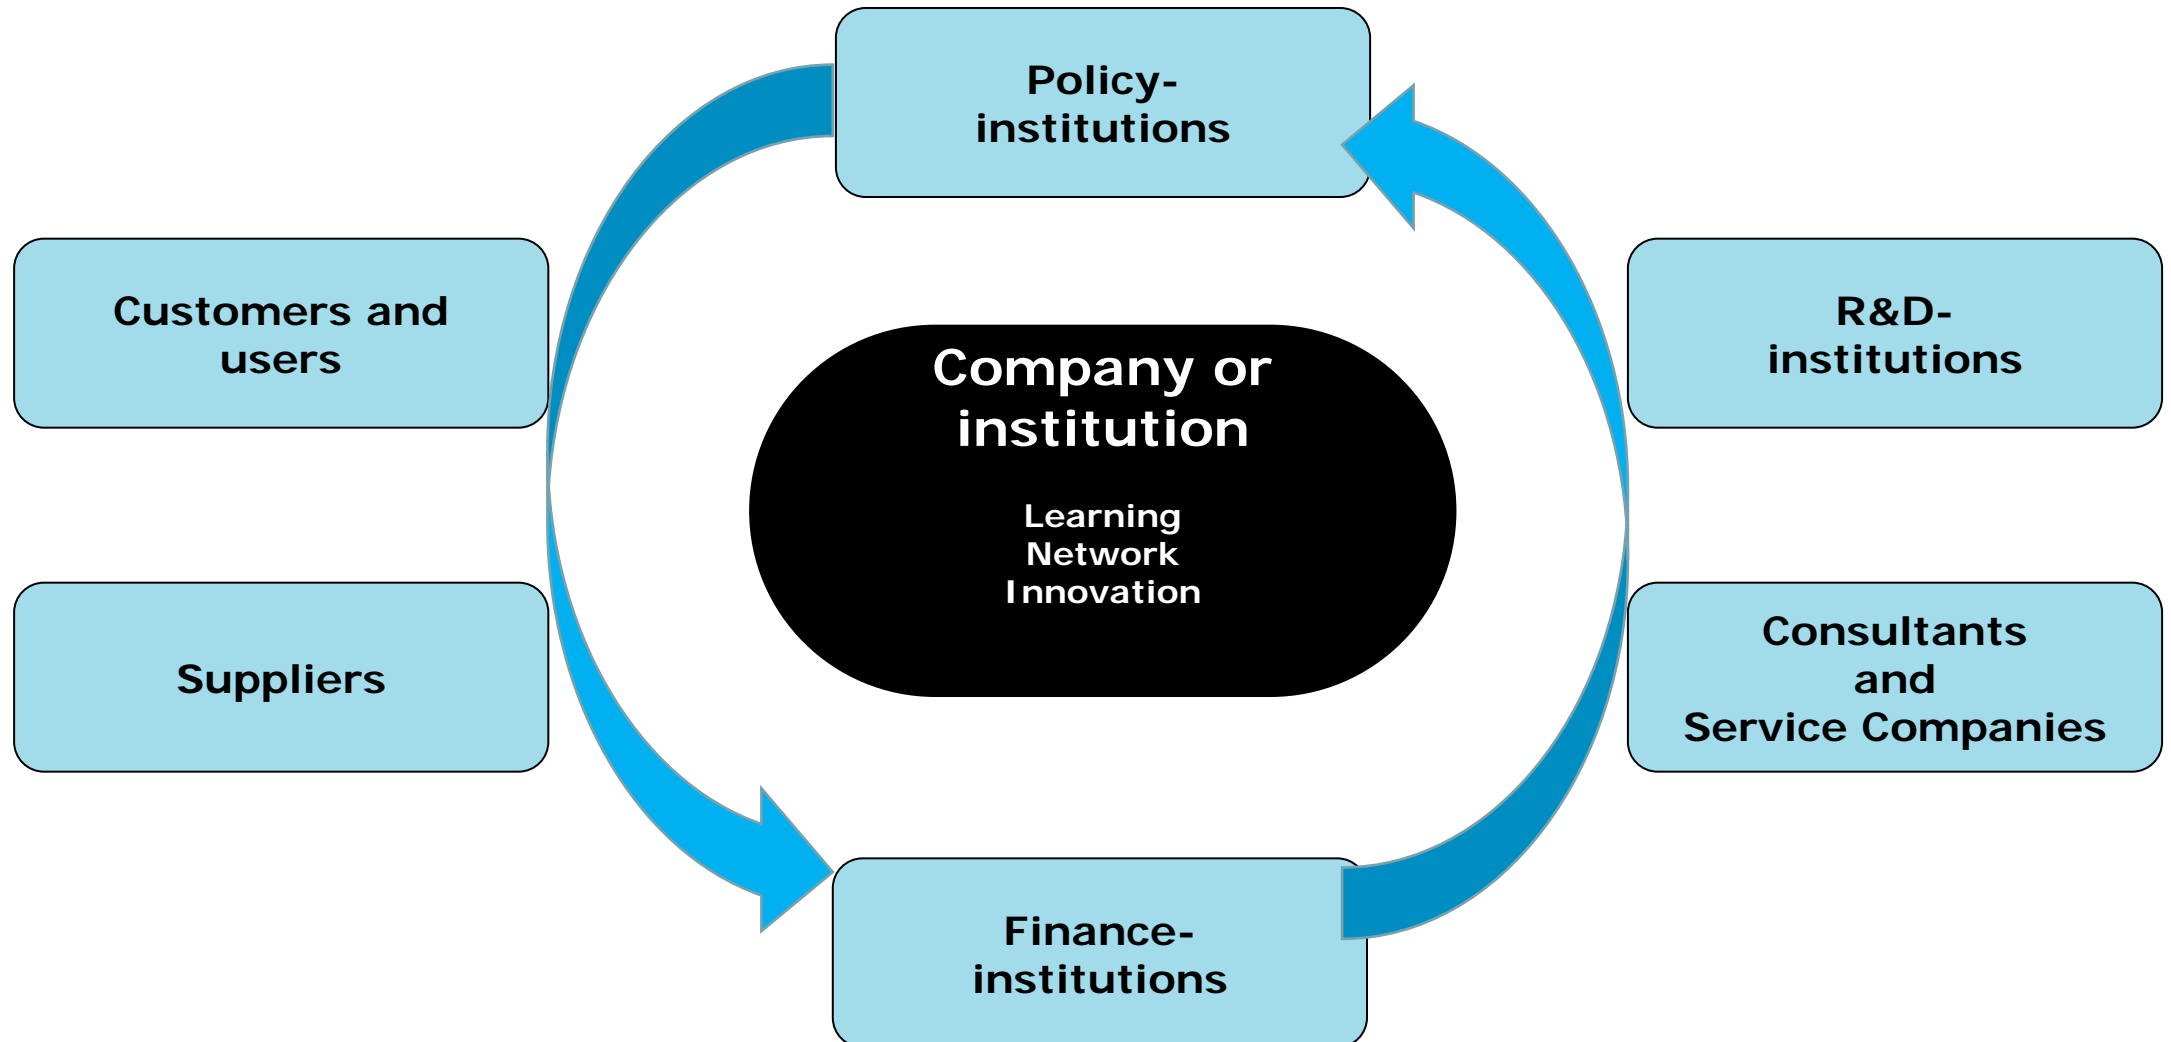 Policy-
institutions
Customers and
users
R&D-
institutions
Company or
institution
Learning
Network
Innovation
Suppliers
Consultants
and
Service Companies
Finance-
institutions